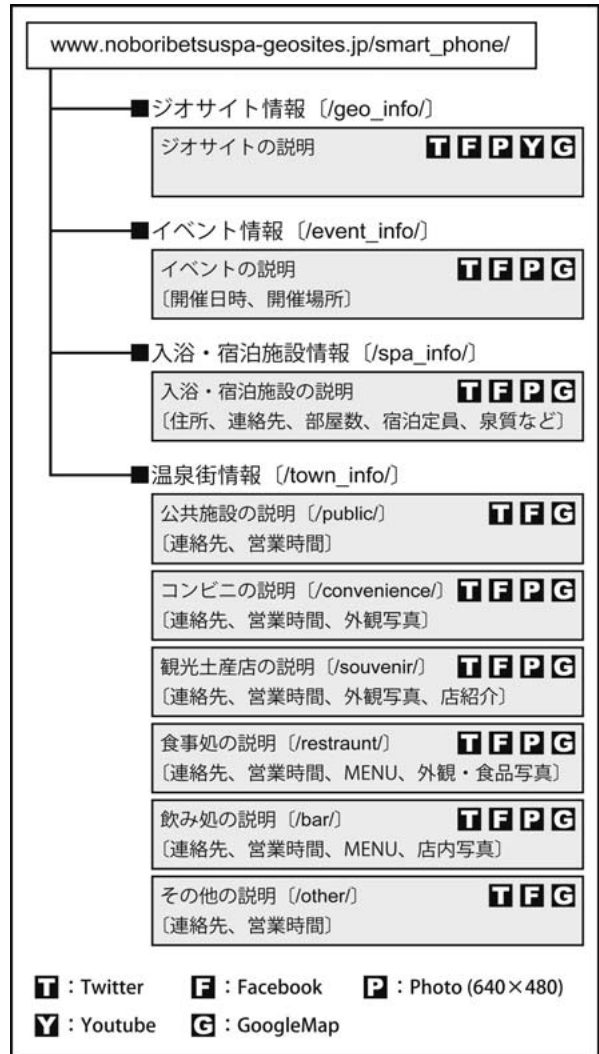 www.noboribetsuspa-geosites.jp/smart_phone/
■ジオサイト情報〔/geo_info/〕
ジオサイトの説明 T F P Y G
■イベント情報〔/event_info/〕
イベントの説明 T F P G
〔開催日時、開催場所〕
■入浴・宿泊施設情報〔/spa_info/〕
入浴・宿泊施設の説明 T F P G
〔住所、連絡先、部屋数、宿泊定員、泉質など〕
■温泉街情報〔/town_info/〕
公共施設の説明〔/public/〕 T F G
〔連絡先、営業時間〕
コンビニの説明〔/convenience/〕 T F P G
〔連絡先、営業時間、外観写真〕
観光土産店の説明〔/souvenir/〕 T F P G
〔連絡先、営業時間、外観写真、店紹介〕
食事処の説明〔/restraunt/〕 T F P G
〔連絡先、営業時間、MENU、外観・食品写真〕
飲み処の説明〔/bar/〕 T F P G
〔連絡先、営業時間、MENU、店内写真〕
その他の説明〔/other/〕 T F G
〔連絡先、営業時間〕
T：Twitter F：Facebook P：Photo (640×480)
Y：Youtube G：GoogleMap